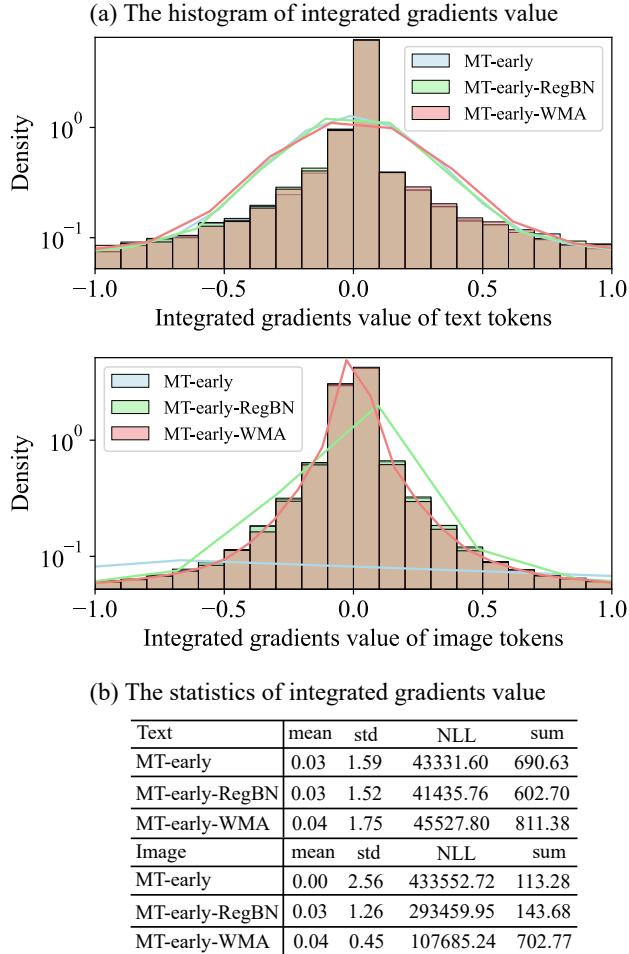 (a) The histogram of integrated gradients value
MT-early
MT-early-RegBN
MT-early-WMA
Density
10^0
10^-1
−1.0 −0.5 0.0 0.5 1.0
Integrated gradients value of text tokens
MT-early
MT-early-RegBN
MT-early-WMA
Density
10^0
10^-1
−1.0 −0.5 0.0 0.5 1.0
Integrated gradients value of image tokens
(b) The statistics of integrated gradients value
Text mean std NLL sum
MT-early 0.03 1.59 43331.60 690.63
MT-early-RegBN 0.03 1.52 41435.76 602.70
MT-early-WMA 0.04 1.75 45527.80 811.38
Image mean std NLL sum
MT-early 0.00 2.56 433552.72 113.28
MT-early-RegBN 0.03 1.26 293459.95 143.68
MT-early-WMA 0.04 0.45 107685.24 702.77